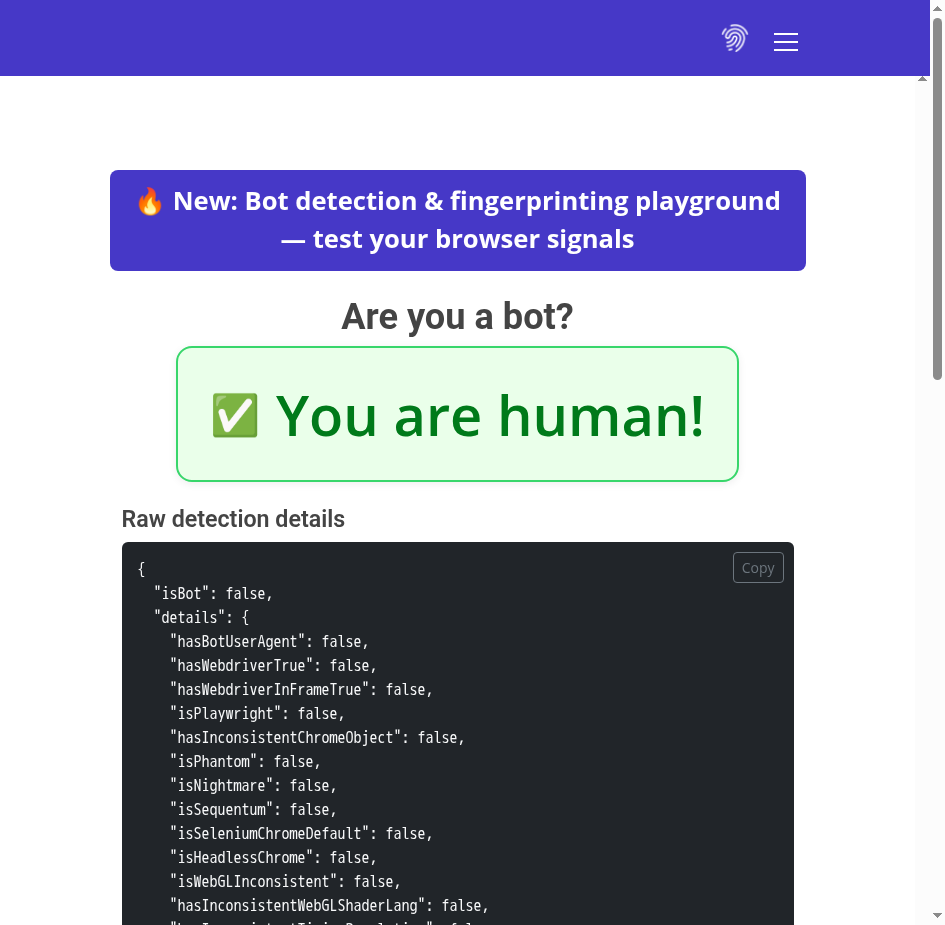 🔥 New: Bot detection & fingerprinting playground
— test your browser signals
Are you a bot?
✅ You are human!
Raw detection details
Copy
{
"isBot": false,
"details": {
"hasBotUserAgent": false,
"hasWebdriverTrue": false,
"hasWebdriverInFrameTrue": false,
"isPlaywright": false,
"hasInconsistentChromeObject": false,
"isPhantom": false,
"isNightmare": false,
"isSequentum": false,
"isSeleniumChromeDefault": false,
"isHeadlessChrome": false,
"isWebGLInconsistent": false,
"hasInconsistentWebGLShaderLang": false,